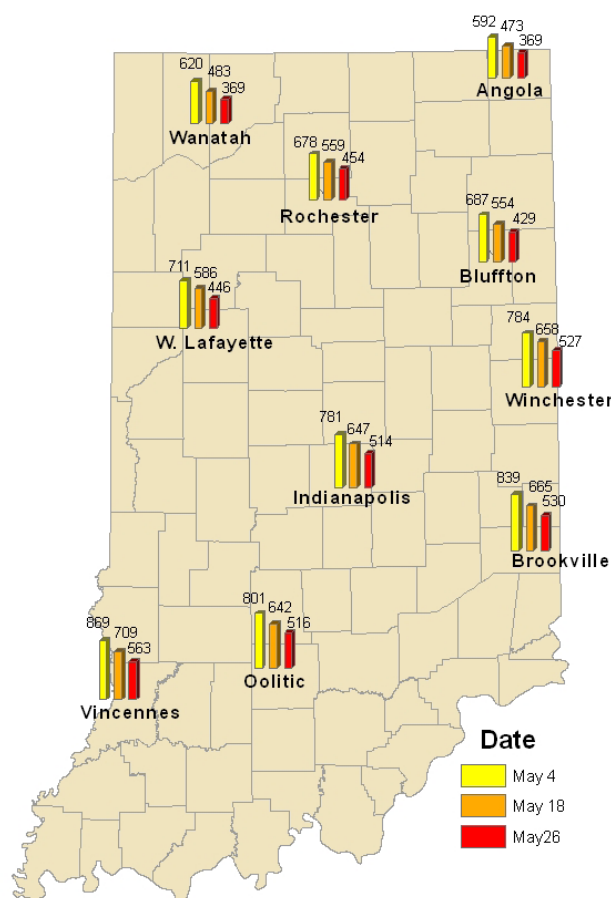 592 473 369
Angola
620 483 369
Wanatah
678 559 454
Rochester
687 554 429
Bluffton
711 586 446
W. Lafayette
784 658 527
Winchester
781 647 514
Indianapolis
839 665 530
Brookville
801 642 516
Oolitic
869 709 563
Vincennes
Date
May 4
May 18
May26